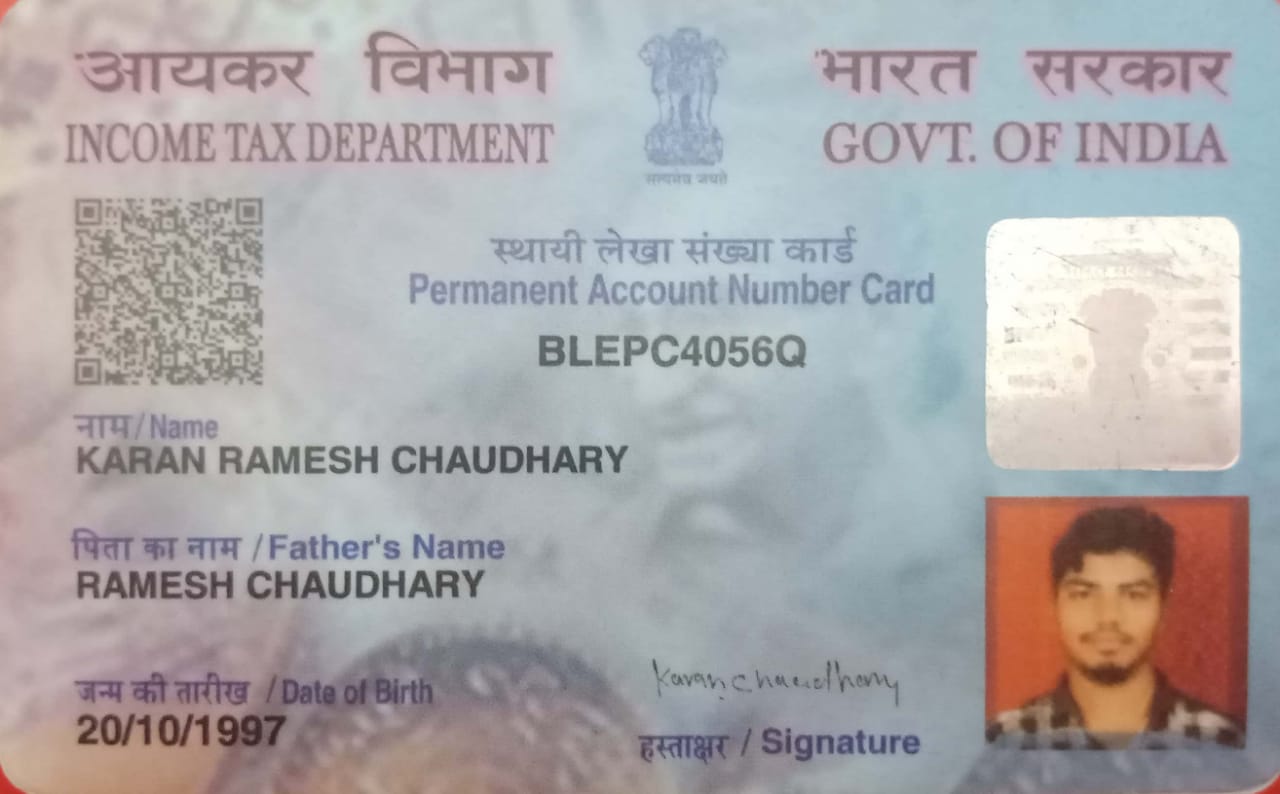 आयकर विभाग
INCOME TAX DEPARTMENT
सत्यमेव जयते
भारत सरकार
GOVT. OF INDIA
स्थायी लेखा संख्या कार्ड
Permanent Account Number Card
BLEPC4056Q
नाम/Name
KARAN RAMESH CHAUDHARY
पिता का नाम /Father's Name
RAMESH CHAUDHARY
जन्म की तारीख /Date of Birth
20/10/1997
Karan chaudhary
हस्ताक्षर / Signature